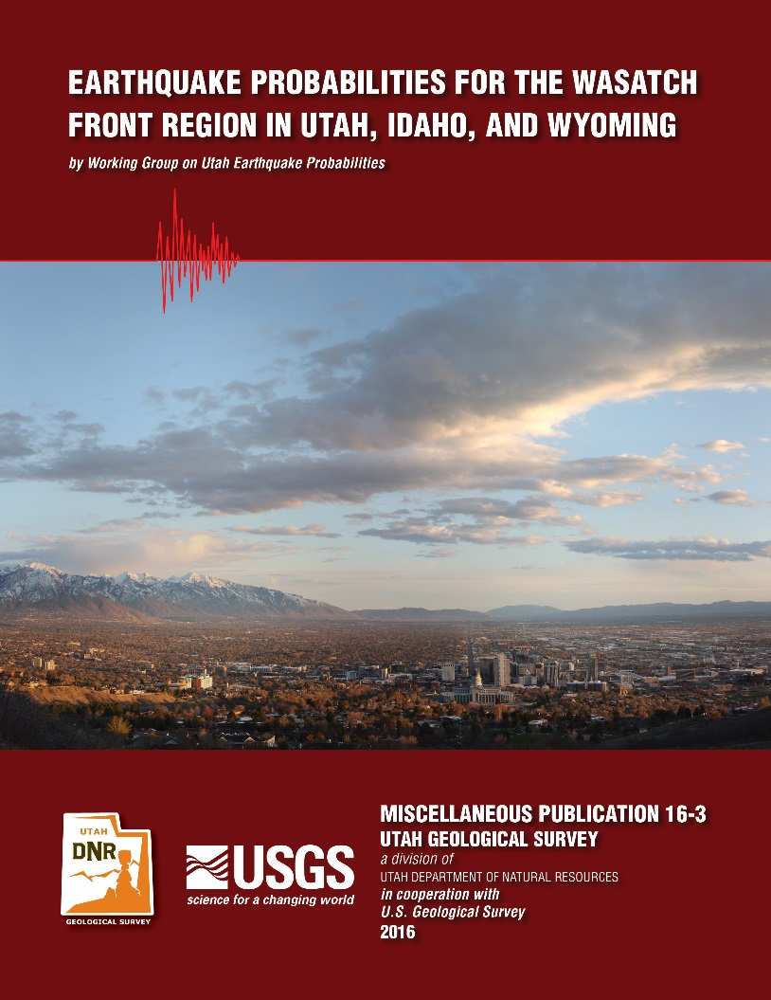 EARTHQUAKE PROBABILITIES FOR THE WASATCH
FRONT REGION IN UTAH, IDAHO, AND WYOMING
by Working Group on Utah Earthquake Probabilities
UTAH
DNR
GEOLOGICAL SURVEY
USGS
science for a changing world
MISCELLANEOUS PUBLICATION 16-3
UTAH GEOLOGICAL SURVEY
a division of
UTAH DEPARTMENT OF NATURAL RESOURCES
in cooperation with
U.S. Geological Survey
2016